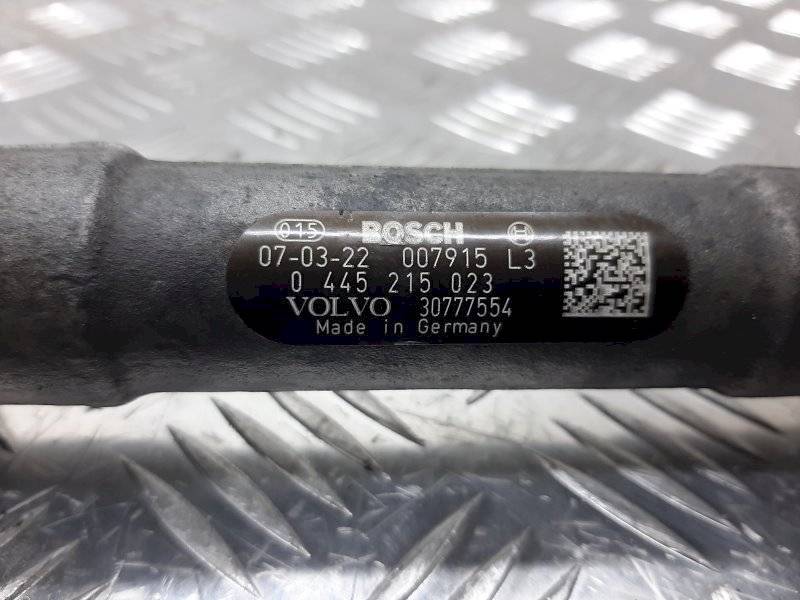 015 BOSCH
07-03-22 007915 L3
0 445 215 023
VOLVO 30777554
Made in Germany